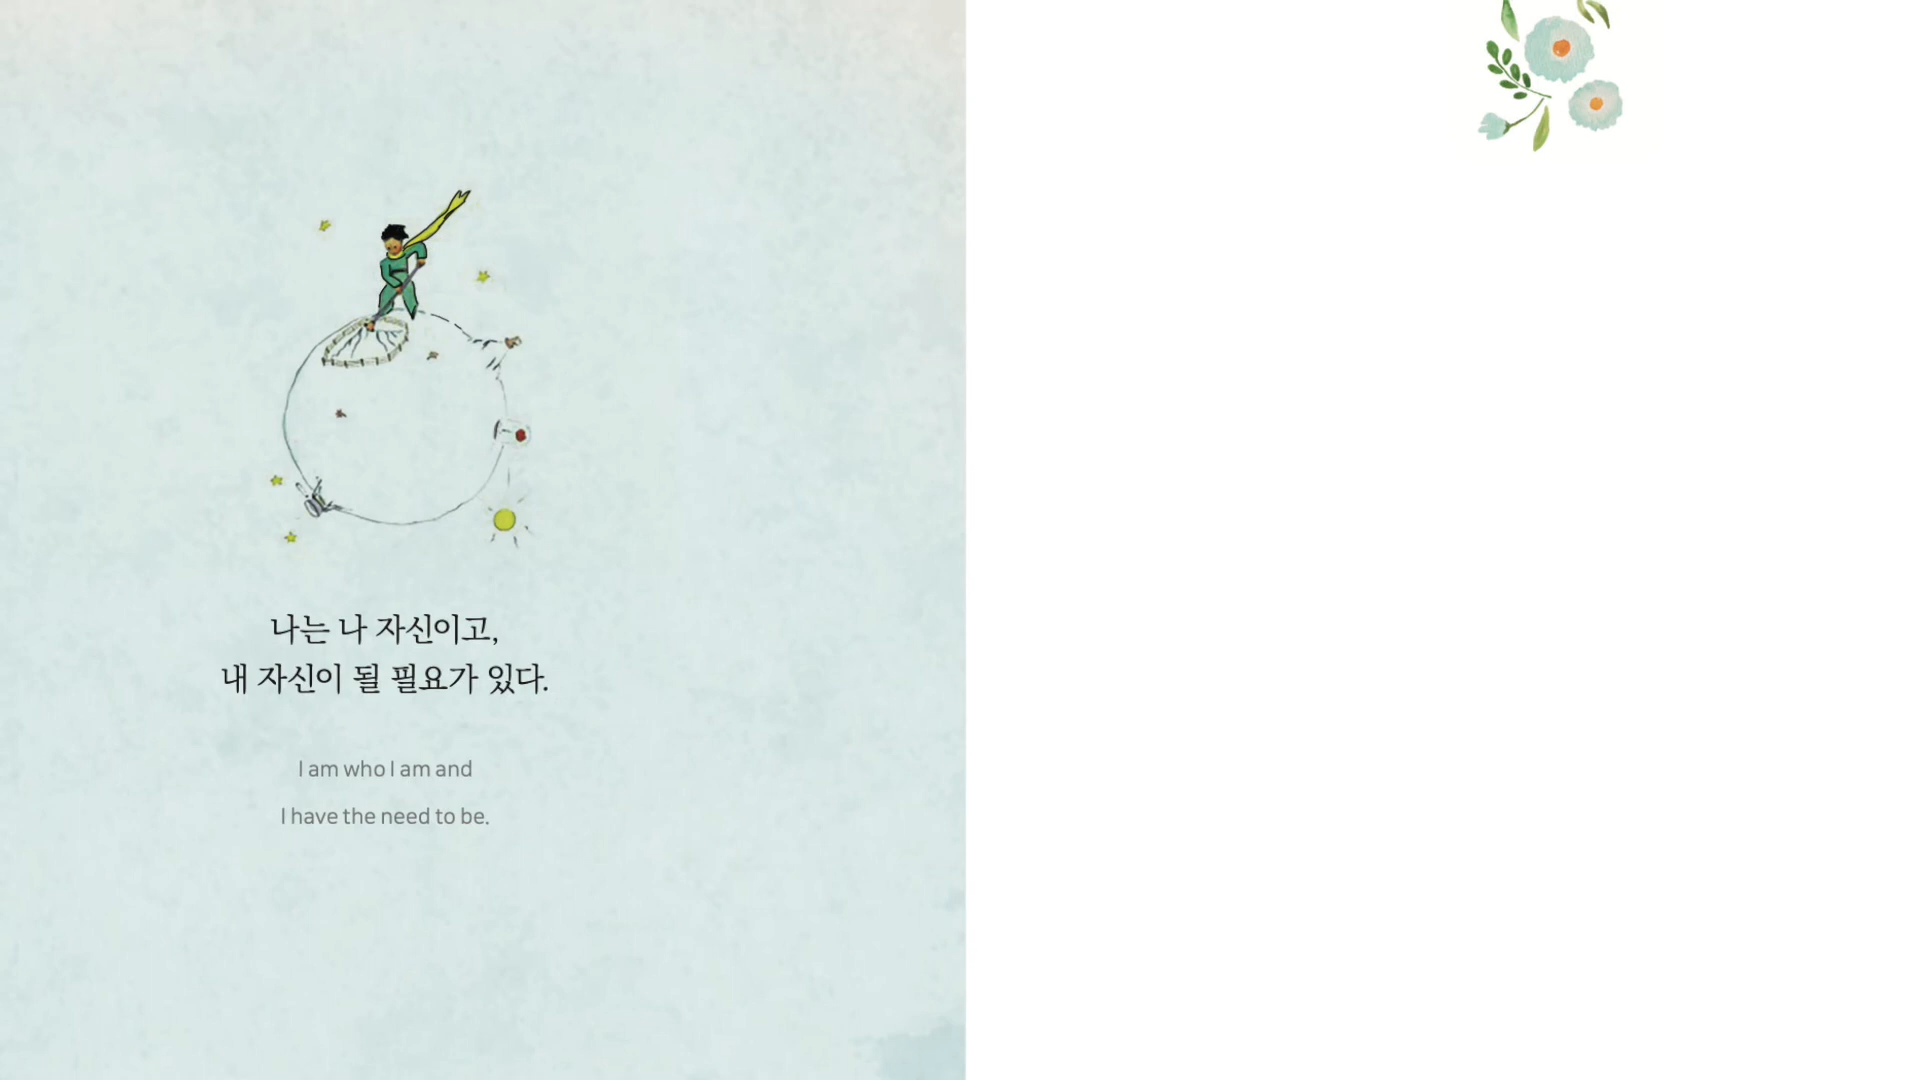 나는 나 자신이고,
내 자신이 될 필요가 있다.
I am who I am and
I have the need to be.